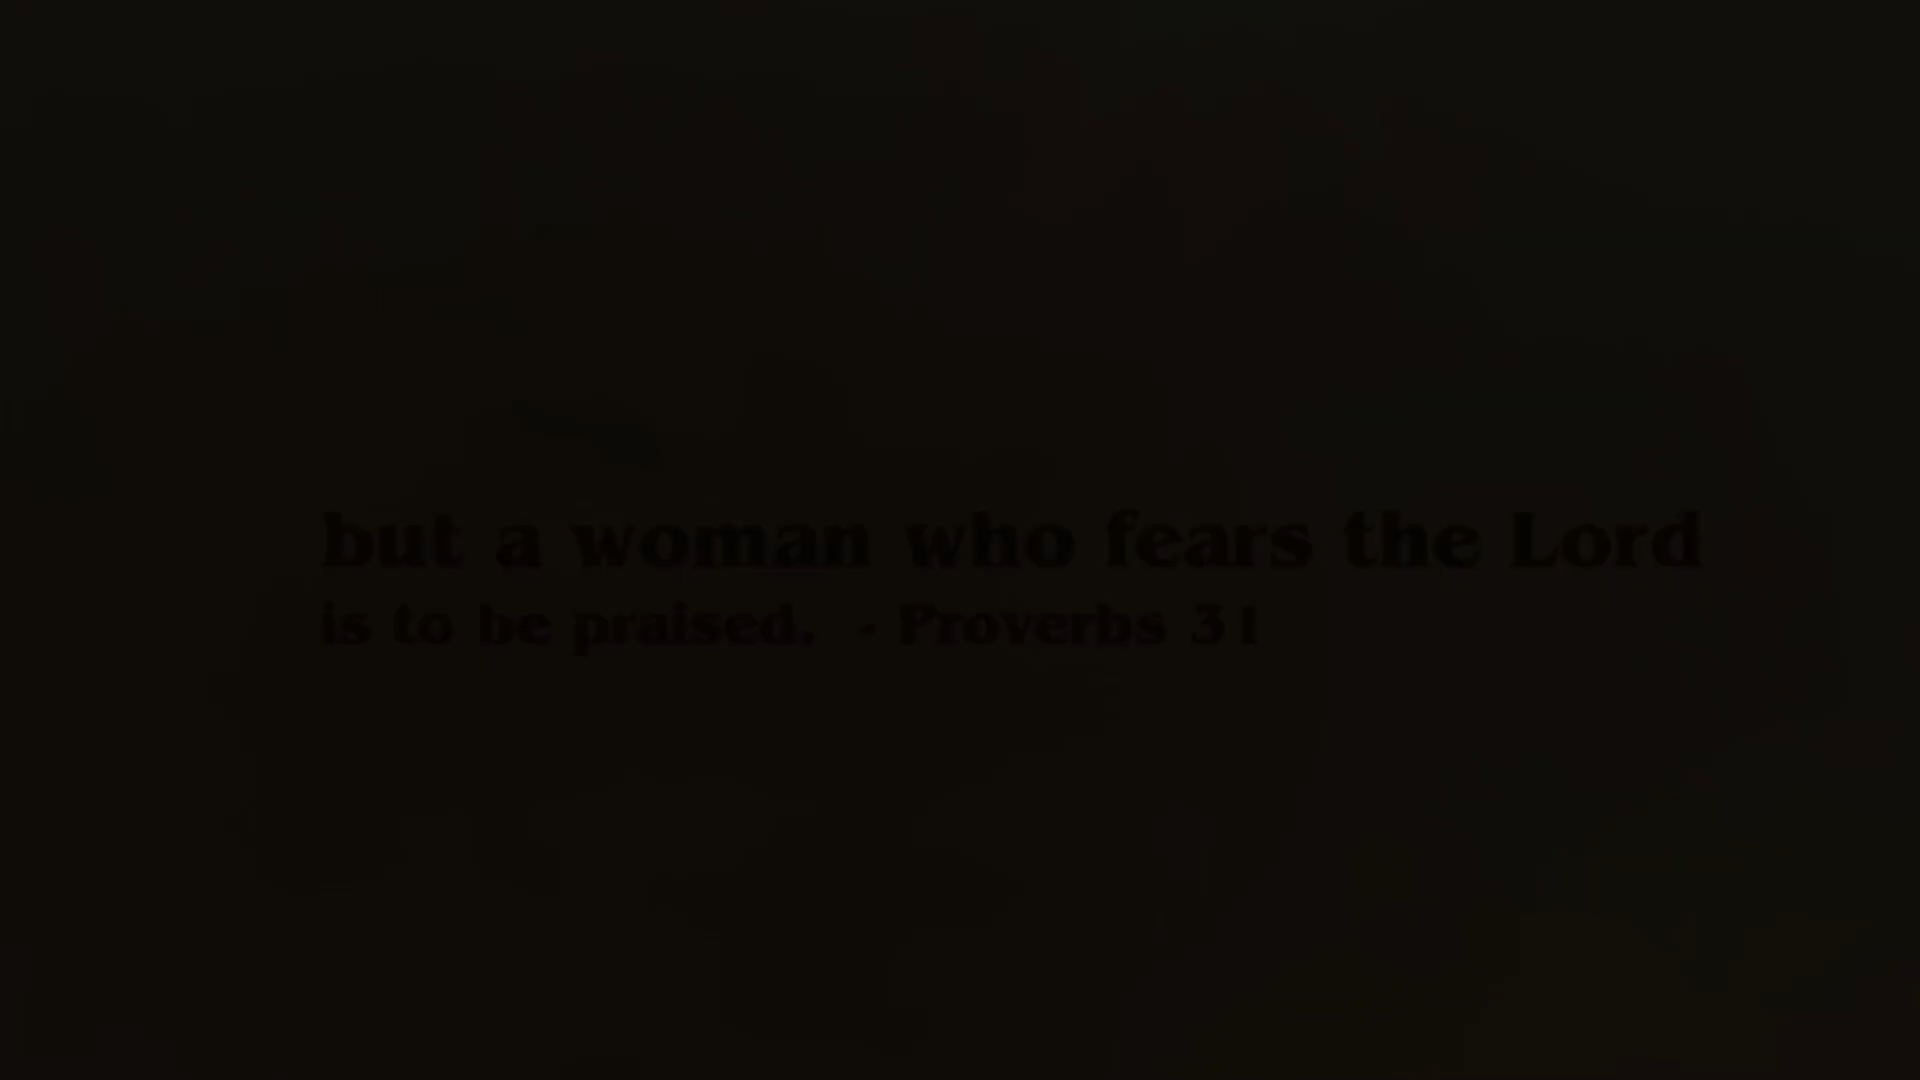 but a woman who fears the Lord
is to be praised. - Proverbs 31